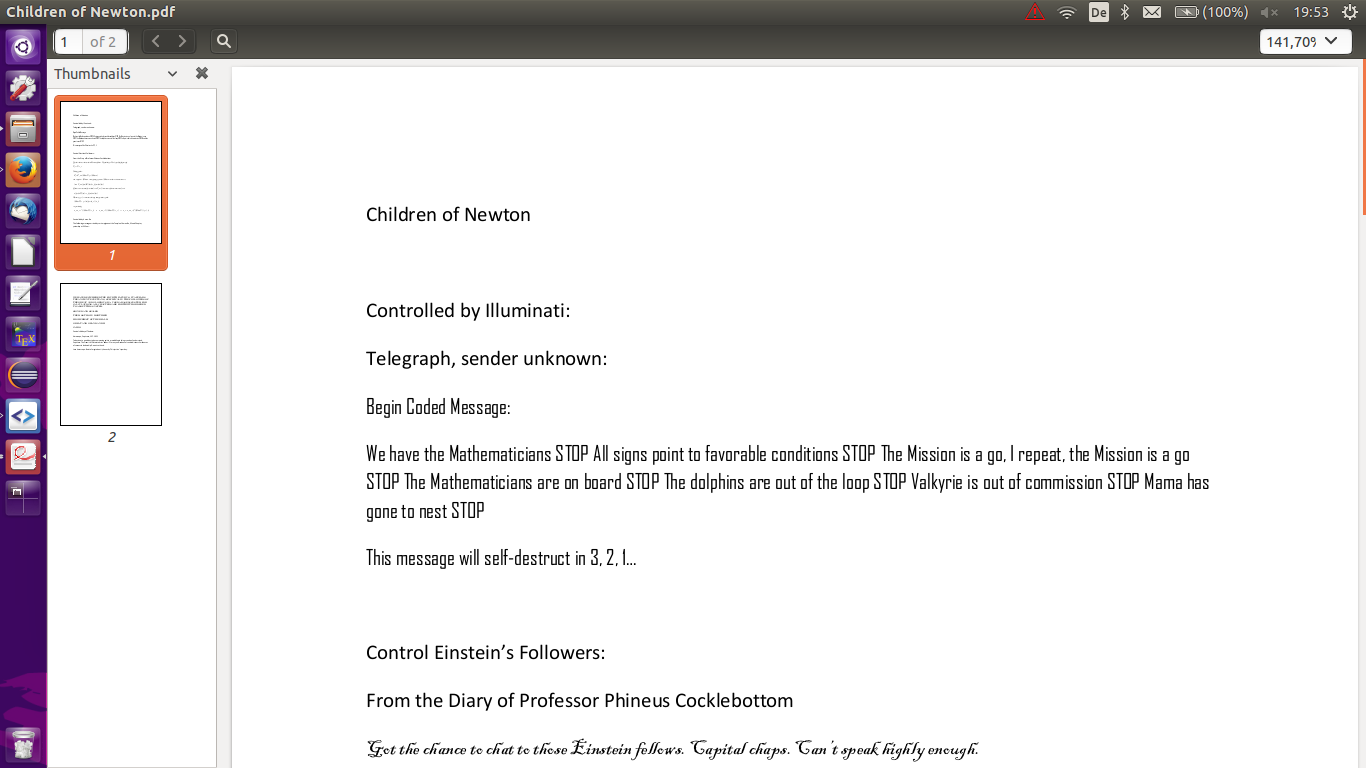 Children of Newton.pdf
De
(100%)
19:53
1
of 2
141,70%
Thumbnails
1
2
Children of Newton
Controlled by Illuminati:
Telegraph, sender unknown:
Begin Coded Message:
We have the Mathematicians STOP All signs point to favorable conditions STOP The Mission is a go, I repeat, the Mission is a go
STOP The Mathematicians are on board STOP The dolphins are out of the loop STOP Valkyrie is out of commission STOP Mama has
gone to nest STOP
This message will self-destruct in 3, 2, 1...
Control Einstein’s Followers:
From the Diary of Professor Phineus Cocklebottom
Got the chance to chat to those Einstein fellows. Capital chaps. Can't speak highly enough.